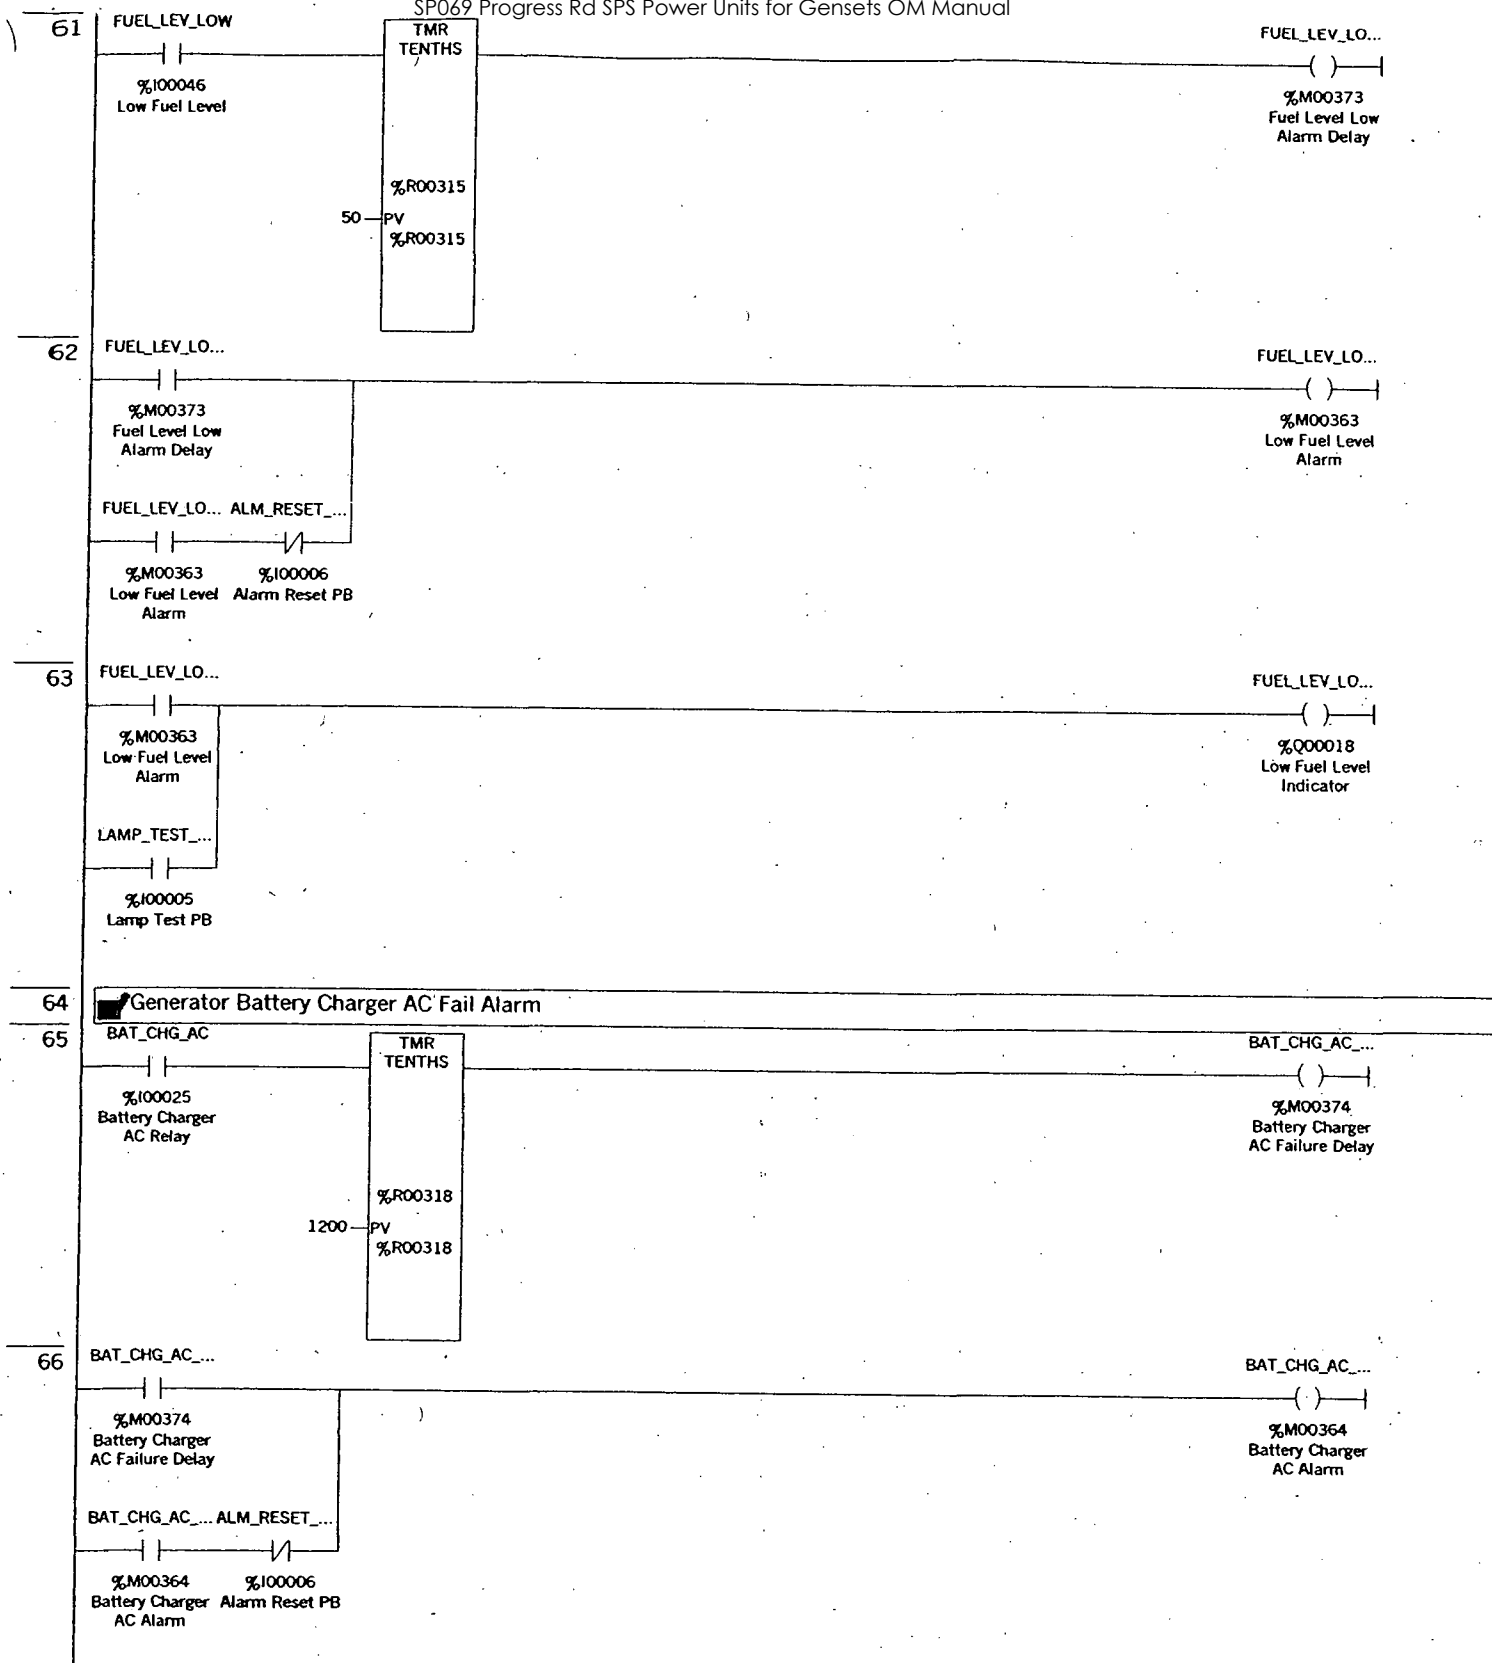 SP069 Progress Rd SPS Power Units for Gensets OM Manual
61
FUEL_LEV_LOW
TMR
TENTHS
FUEL_LEV_LO...
%I00046
Low Fuel Level
%M00373
Fuel Level Low
Alarm Delay
%R00315
50
PV
%R00315
62
FUEL_LEV_LO...
FUEL_LEV_LO...
%M00373
Fuel Level Low
Alarm Delay
%M00363
Low Fuel Level
Alarm
FUEL_LEV_LO... ALM_RESET_...
%M00363 %I00006
Low Fuel Level Alarm Reset PB
Alarm
63
FUEL_LEV_LO...
FUEL_LEV_LO...
%M00363
Low Fuel Level
Alarm
%Q00018
Low Fuel Level
Indicator
LAMP_TEST_...
%I00005
Lamp Test PB
64
Generator Battery Charger AC Fail Alarm
65
BAT_CHG_AC
TMR
TENTHS
BAT_CHG_AC_...
%I00025
Battery Charger
AC Relay
%M00374
Battery Charger
AC Failure Delay
%R00318
1200
PV
%R00318
66
BAT_CHG_AC_...
BAT_CHG_AC_...
%M00374
Battery Charger
AC Failure Delay
%M00364
Battery Charger
AC Alarm
BAT_CHG_AC_... ALM_RESET_...
%M00364 %I00006
Battery Charger Alarm Reset PB
AC Alarm